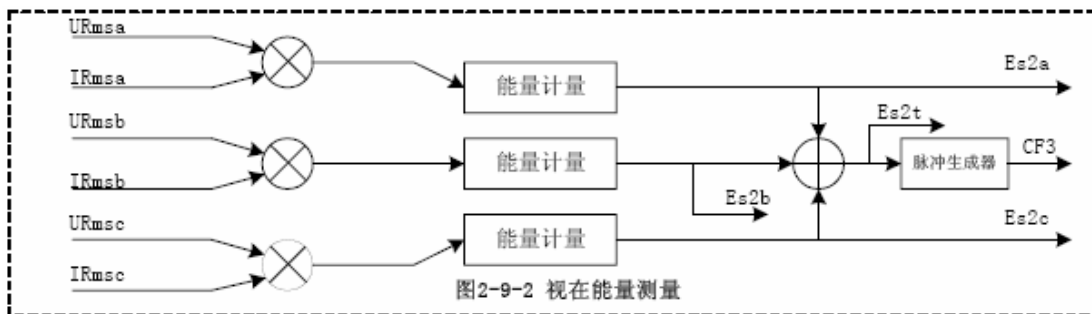 URmsa
IRmsa
能量计量
Es2a
URmsb
IRmsb
能量计量
Es2b
Es2t
脉冲生成器
CF3
URmsc
IRmsc
能量计量
Es2c
图2-9-2 视在能量测量